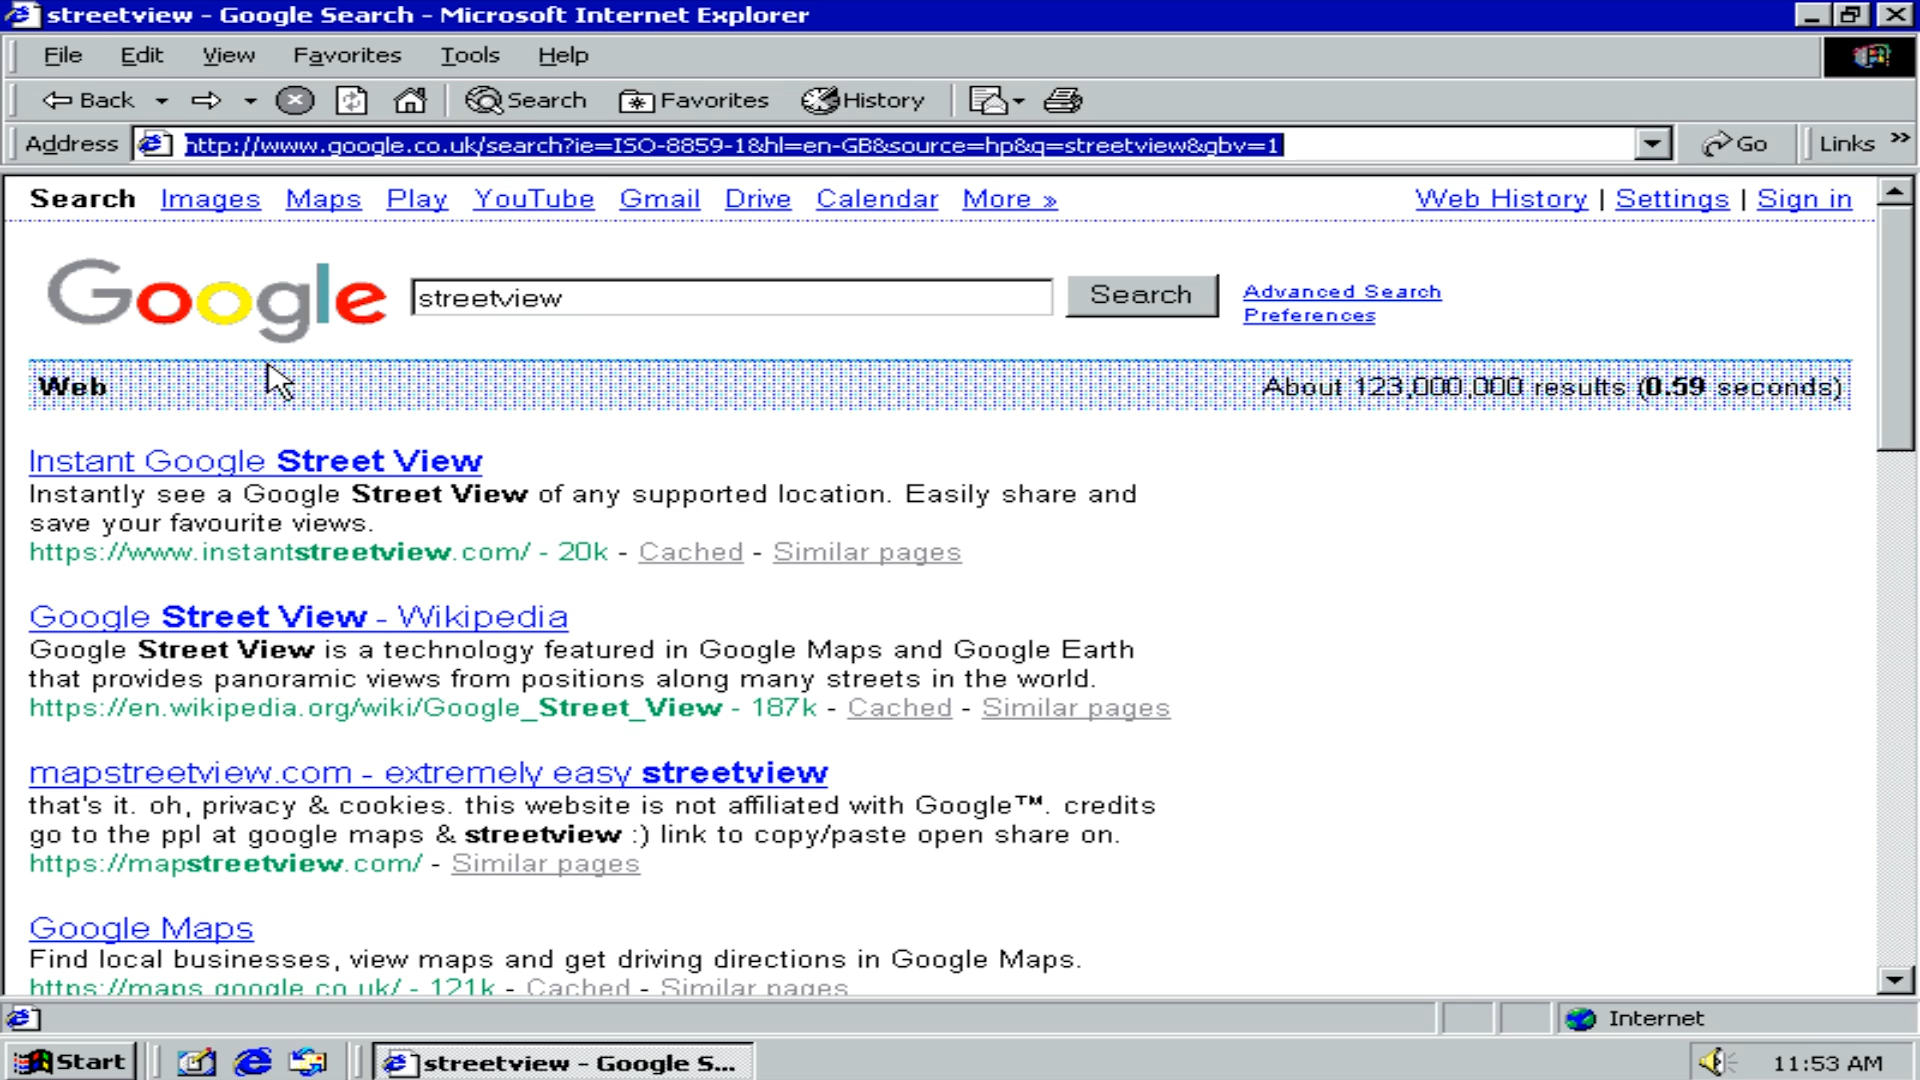 streetview - Google Search - Microsoft Internet Explorer
File Edit View Favorites Tools Help
Back Search Favorites History
Address http://www.google.co.uk/search?ie=ISO-8859-1&hl=en-GB&source=hp&q=streetview&gbv=1 Go Links »
Search Images Maps Play YouTube Gmail Drive Calendar More » Web History | Settings | Sign in
Google streetview Search Advanced Search
Preferences
Web About 123,000,000 results (0.59 seconds)
Instant Google Street View
Instantly see a Google Street View of any supported location. Easily share and
save your favourite views.
https://www.instantstreetview.com/ - 20k - Cached - Similar pages
Google Street View - Wikipedia
Google Street View is a technology featured in Google Maps and Google Earth
that provides panoramic views from positions along many streets in the world.
https://en.wikipedia.org/wiki/Google_Street_View - 187k - Cached - Similar pages
mapstreetview.com - extremely easy streetview
that's it. oh, privacy & cookies. this website is not affiliated with Google™. credits
go to the ppl at google maps & streetview :) link to copy/paste open share on.
https://mapstreetview.com/ - Similar pages
Google Maps
Find local businesses, view maps and get driving directions in Google Maps.
https://maps.google.co.uk/ - 121k - Cached - Similar pages
Internet
Start streetview - Google S... 11:53 AM